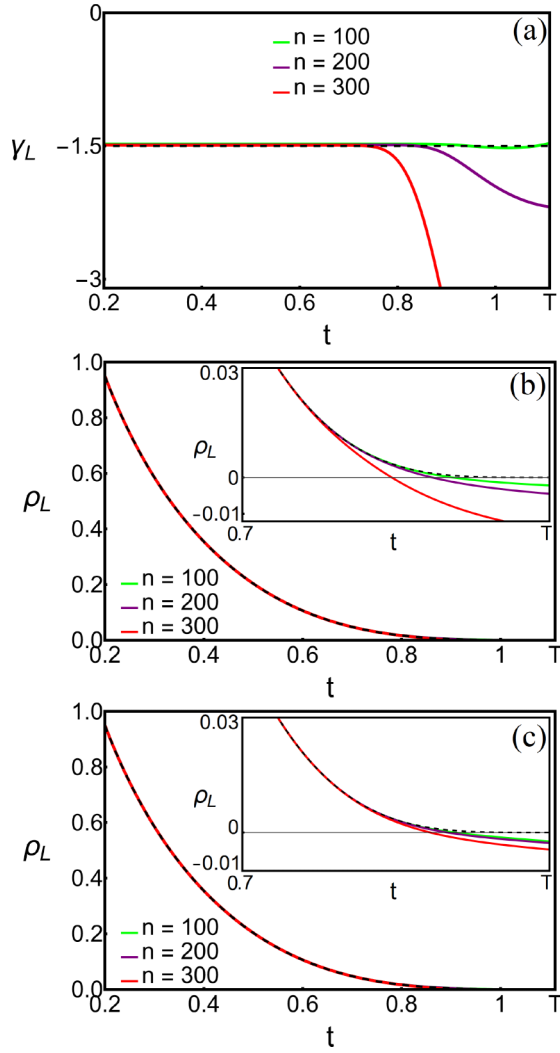 (a)
0
n = 100
n = 200
n = 300
γL
−1.5
−3
0.2
0.4
0.6
0.8
1
T
t
(b)
1.0
0.8
0.6
0.4
0.2
0.0
ρL
0.03
0
−0.01
ρL
0.7
T
t
n = 100
n = 200
n = 300
0.2
0.4
0.6
0.8
1
T
t
(c)
1.0
0.8
0.6
0.4
0.2
0.0
ρL
0.03
0
−0.01
ρL
0.7
T
t
n = 100
n = 200
n = 300
0.2
0.4
0.6
0.8
1
T
t